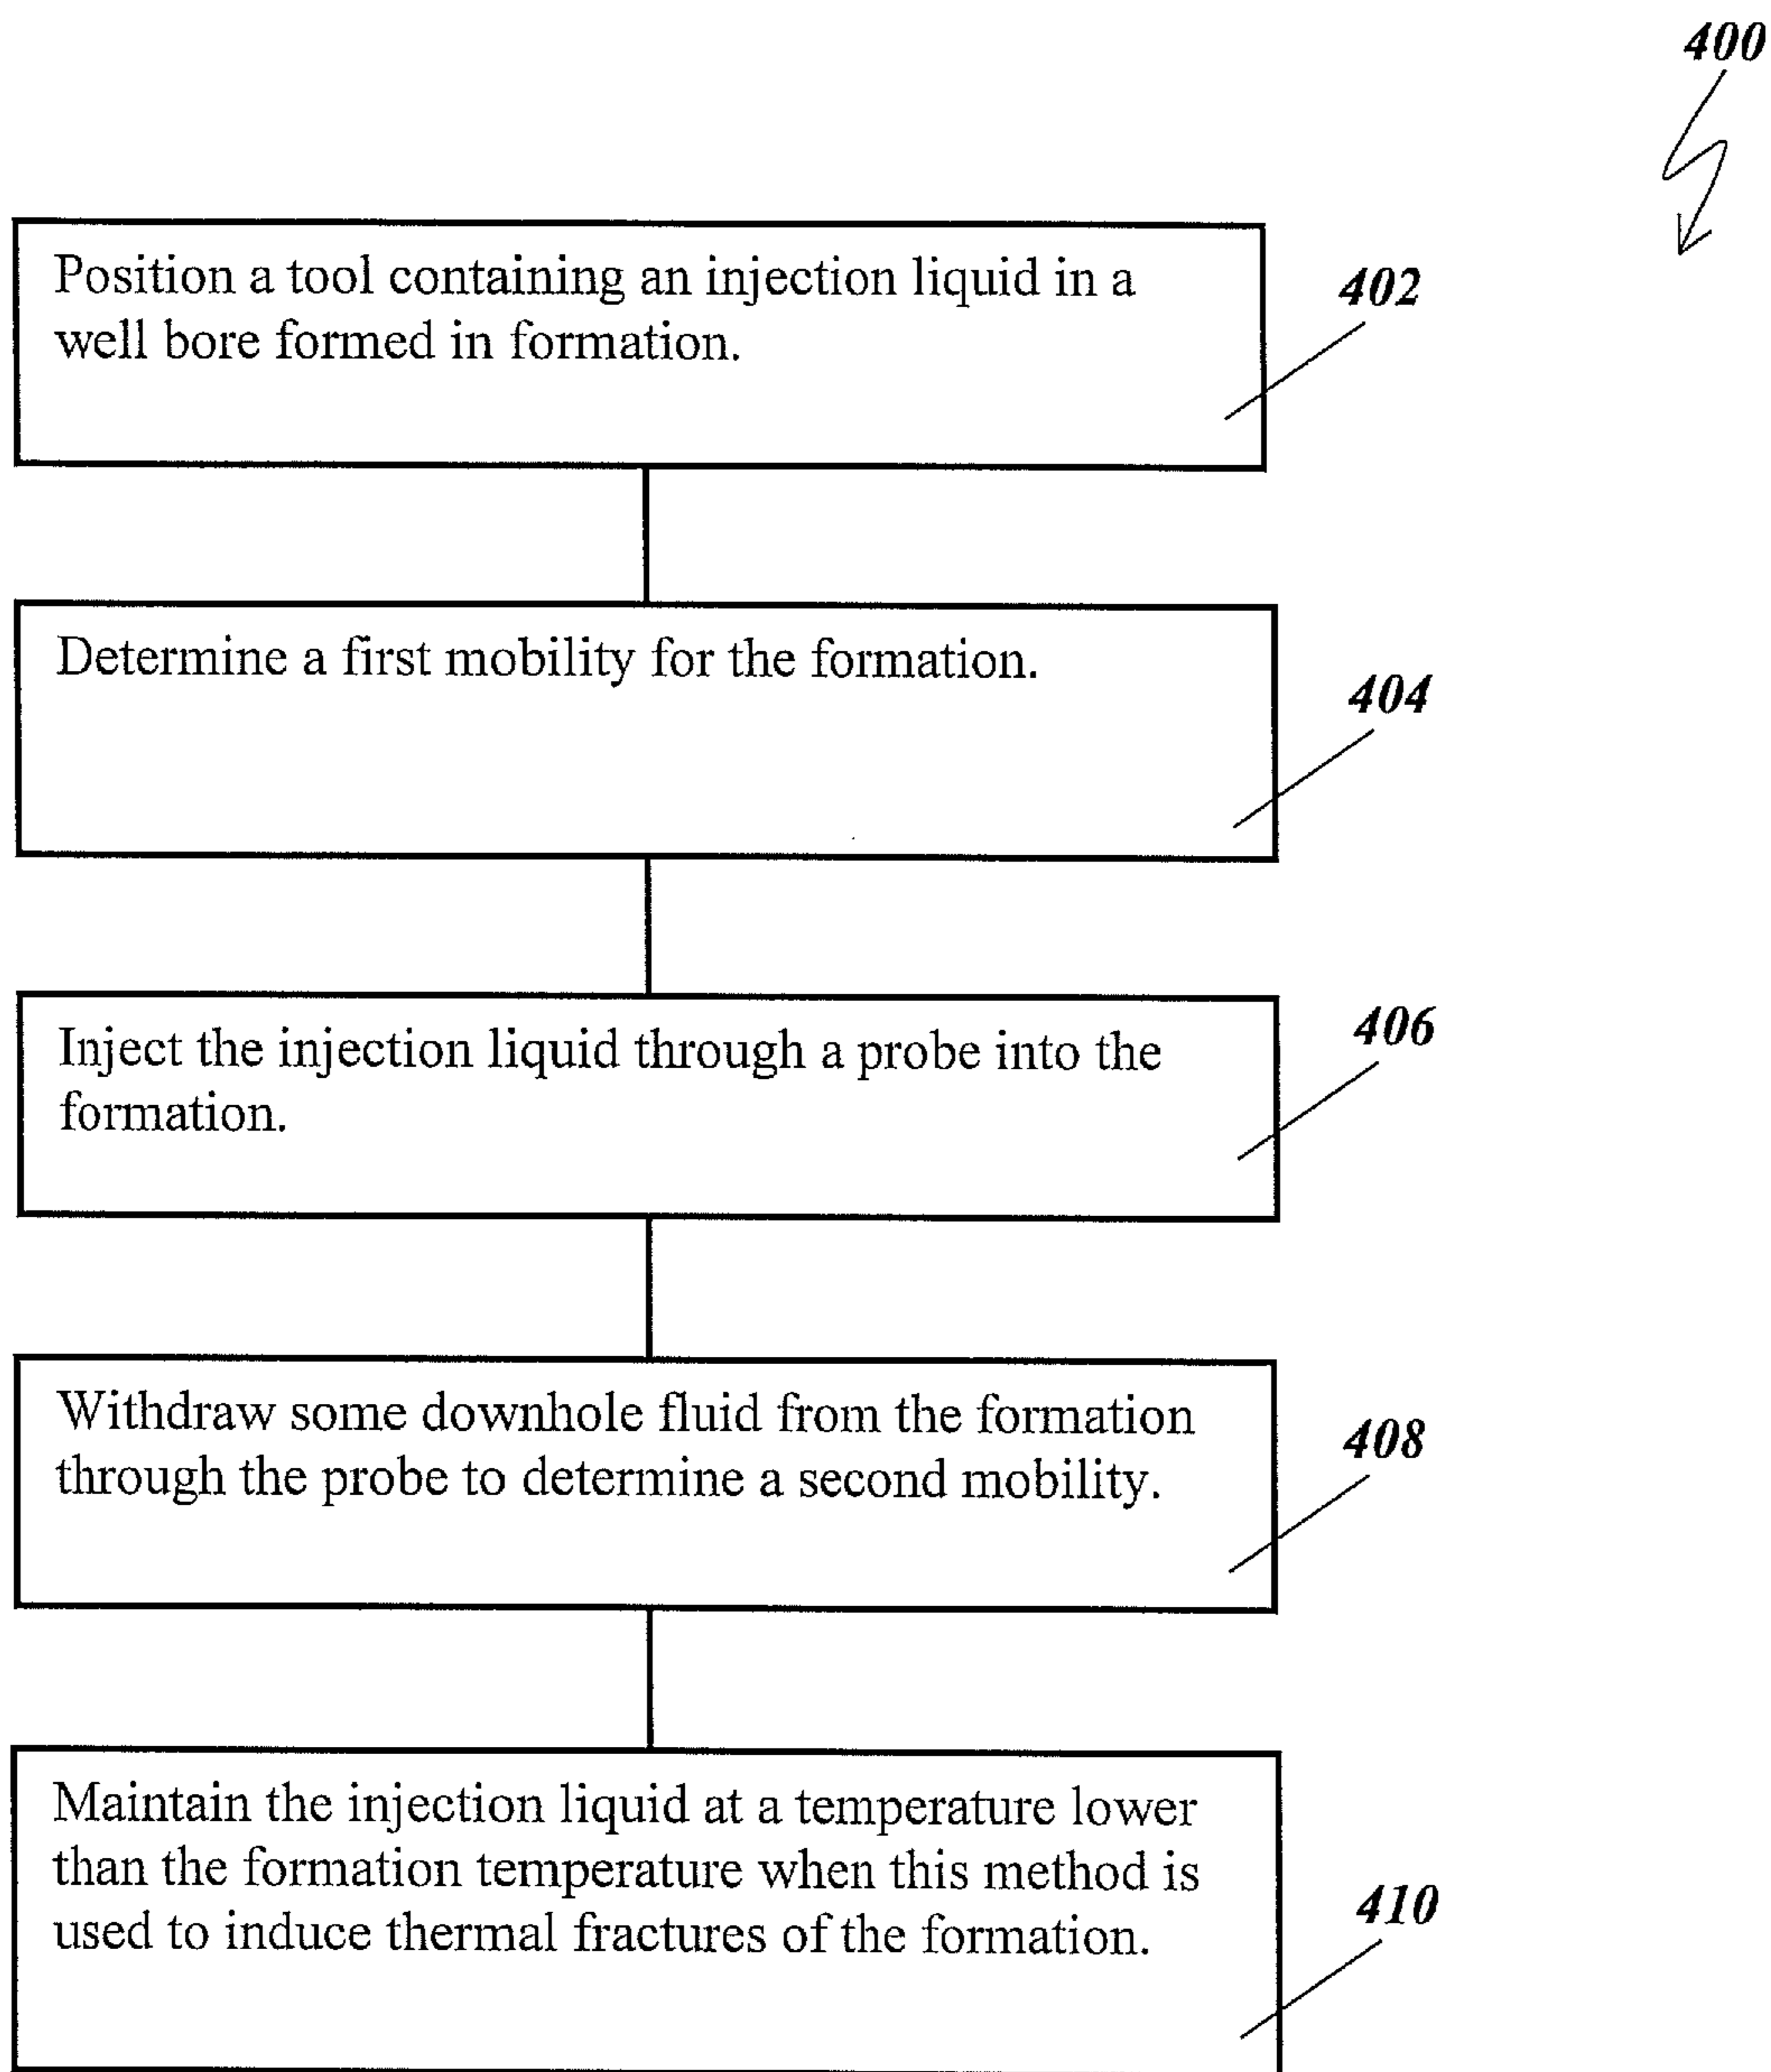 400
Position a tool containing an injection liquid in a
well bore formed in formation.
402
Determine a first mobility for the formation.
404
Inject the injection liquid through a probe into the
formation.
406
Withdraw some downhole fluid from the formation
through the probe to determine a second mobility.
408
Maintain the injection liquid at a temperature lower
than the formation temperature when this method is
used to induce thermal fractures of the formation.
410